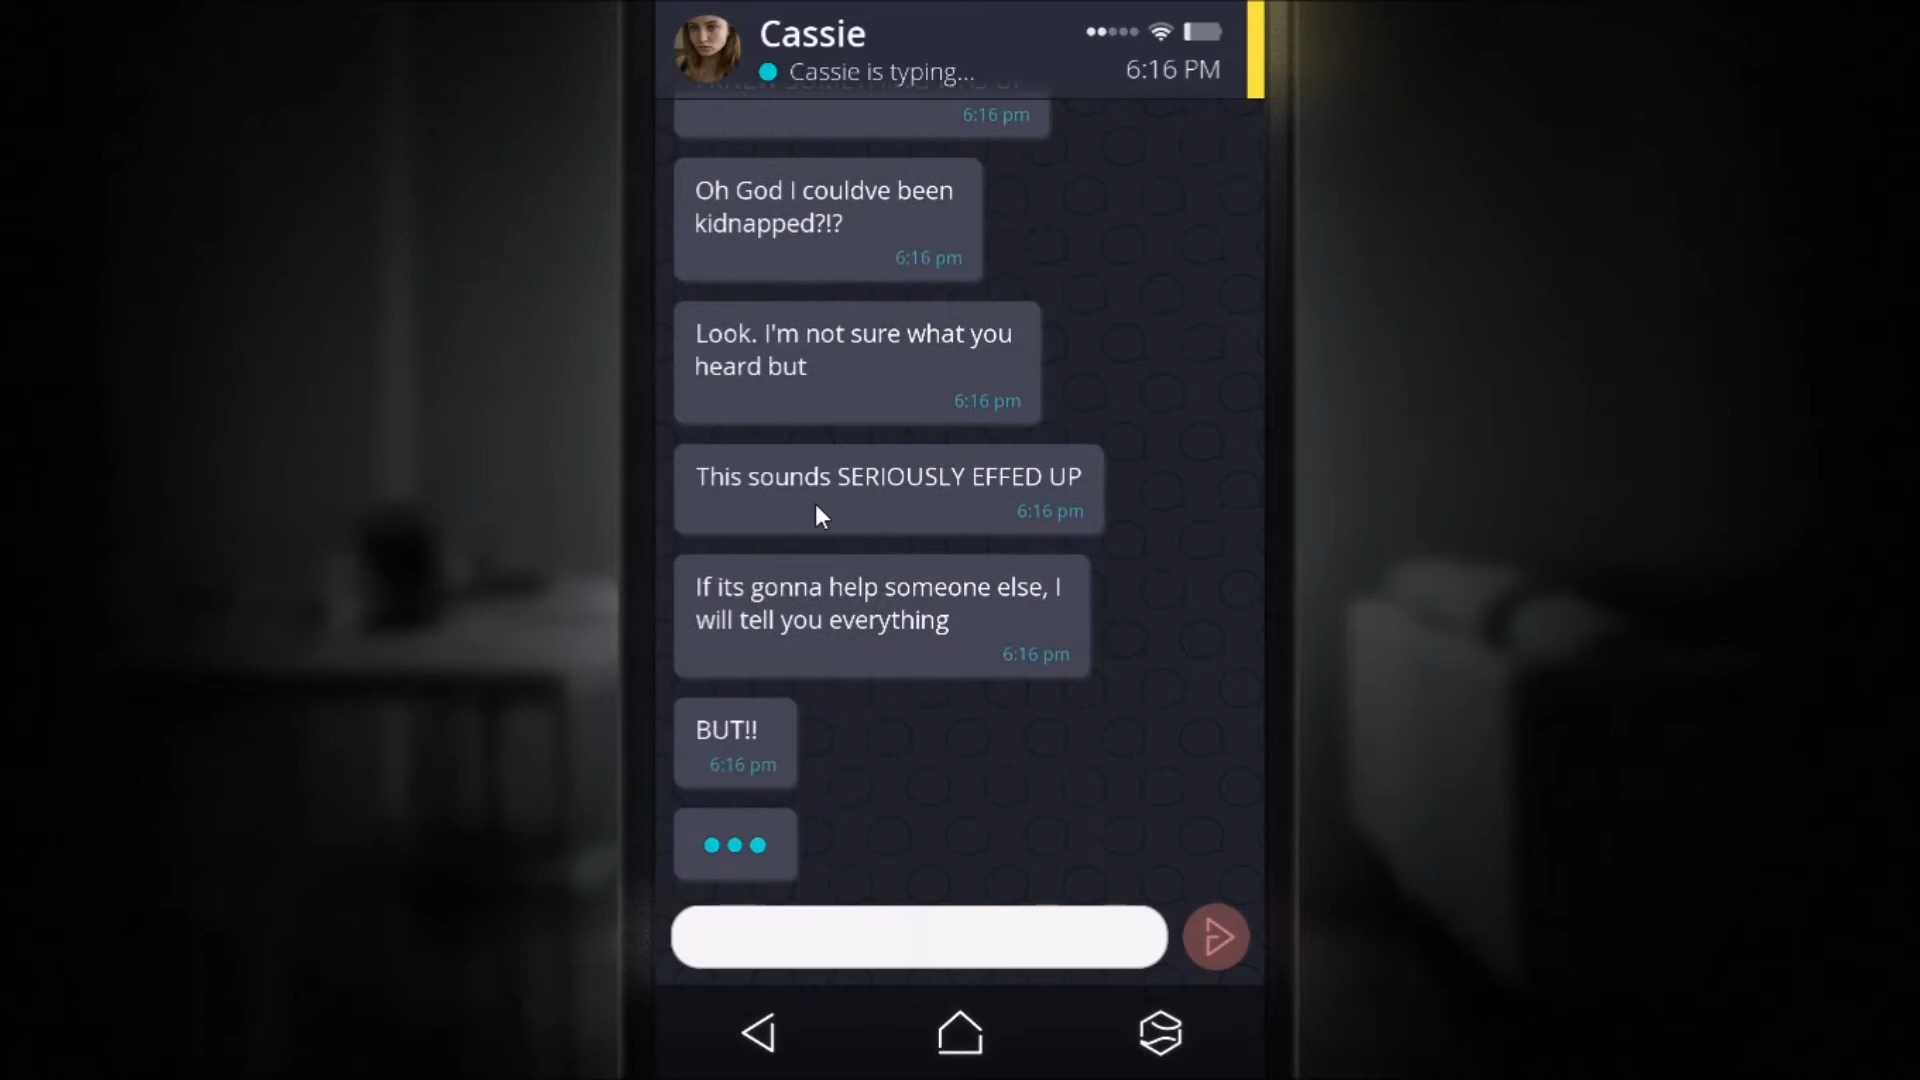 Cassie
Cassie is typing...
6:16 PM
6:16 pm
Oh God I couldve been
kidnapped?!?
6:16 pm
Look. I'm not sure what you
heard but
6:16 pm
This sounds SERIOUSLY EFFED UP
6:16 pm
If its gonna help someone else, I
will tell you everything
6:16 pm
BUT!!
6:16 pm